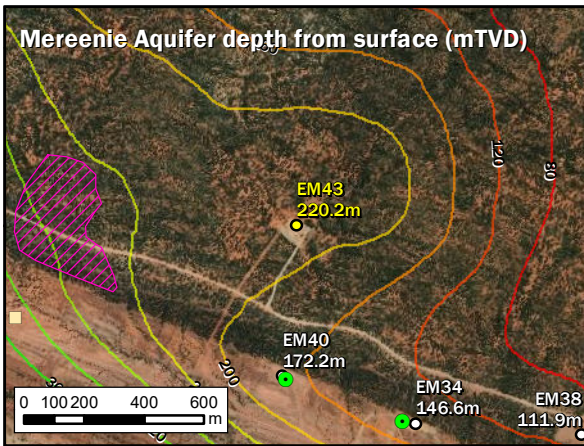 Mereenie Aquifer depth from surface (mTVD)
120
80
EM43
220.2m
EM40
172.2m
200
EM34
146.6m
EM38
111.9m
0 100 200 400 600
m